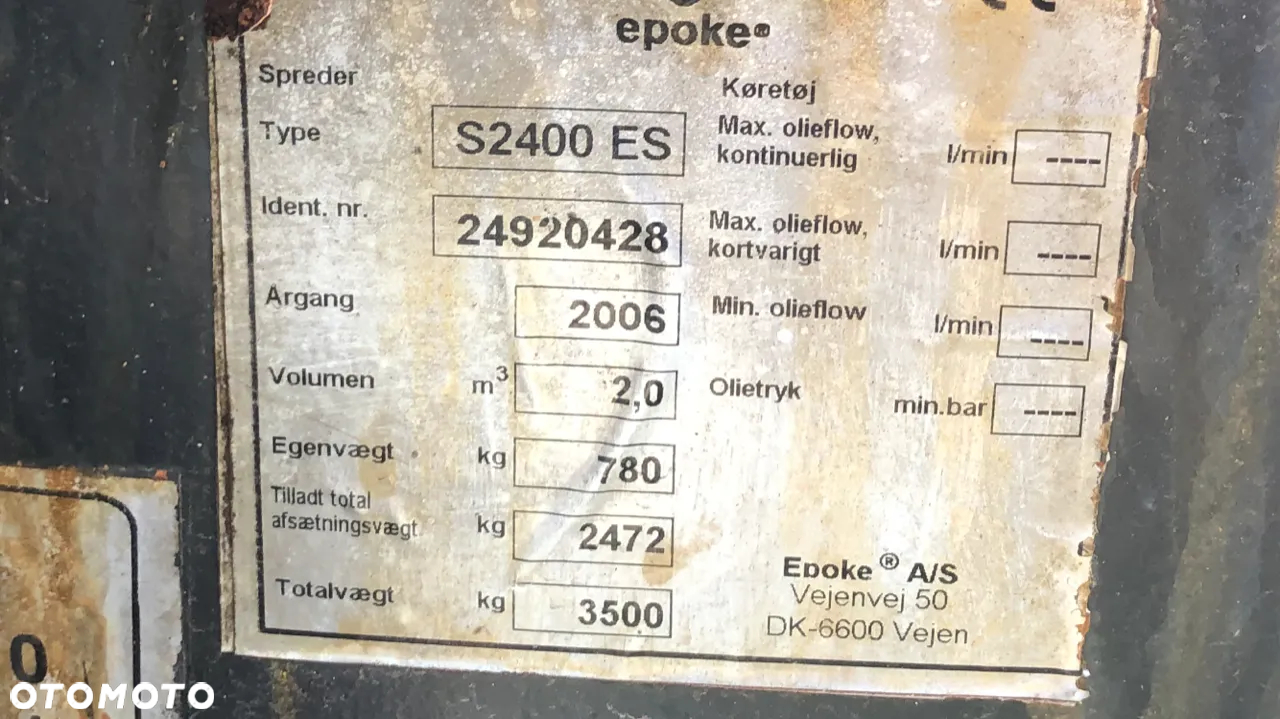 epoke®
Spreder
Type S2400 ES
Ident. nr. 24920428
Årgang 2006
Volumen m³ 2,0
Egenvægt kg 780
Tilladt total
afsætningsvægt kg 2472
Totalvægt kg 3500
Køretøj
Max. olieflow,
kontinuerlig l/min ----
Max. olieflow,
kortvarigt l/min ----
Min. olieflow l/min ----
Olietryk min.bar ----
Epoke® A/S
Vejenvej 50
DK-6600 Vejen
0
OTOMOTO